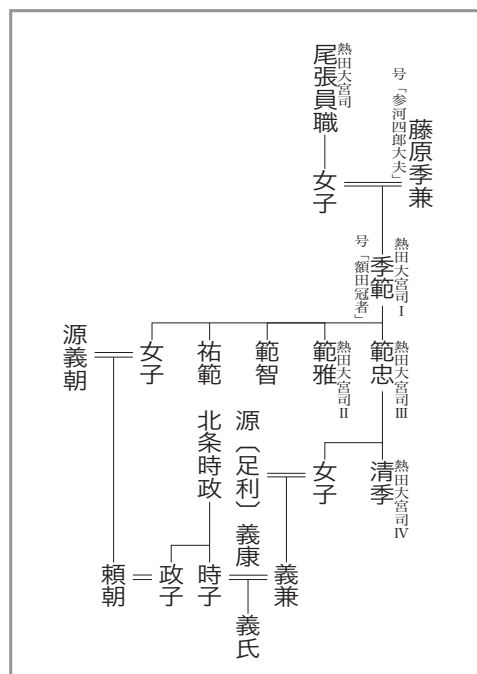 藤原季兼
号「参河四郎大夫」
熱田大宮司
尾張員職
女子
熱田大宮司Ⅰ
季範
号「額田冠者」
熱田大宮司Ⅲ
範忠
熱田大宮司Ⅱ
範雅
範智
祐範
女子
源義朝
熱田大宮司Ⅳ
清季
女子
源〔足利〕義康
北条時政
義兼
時子
政子
頼朝
義氏